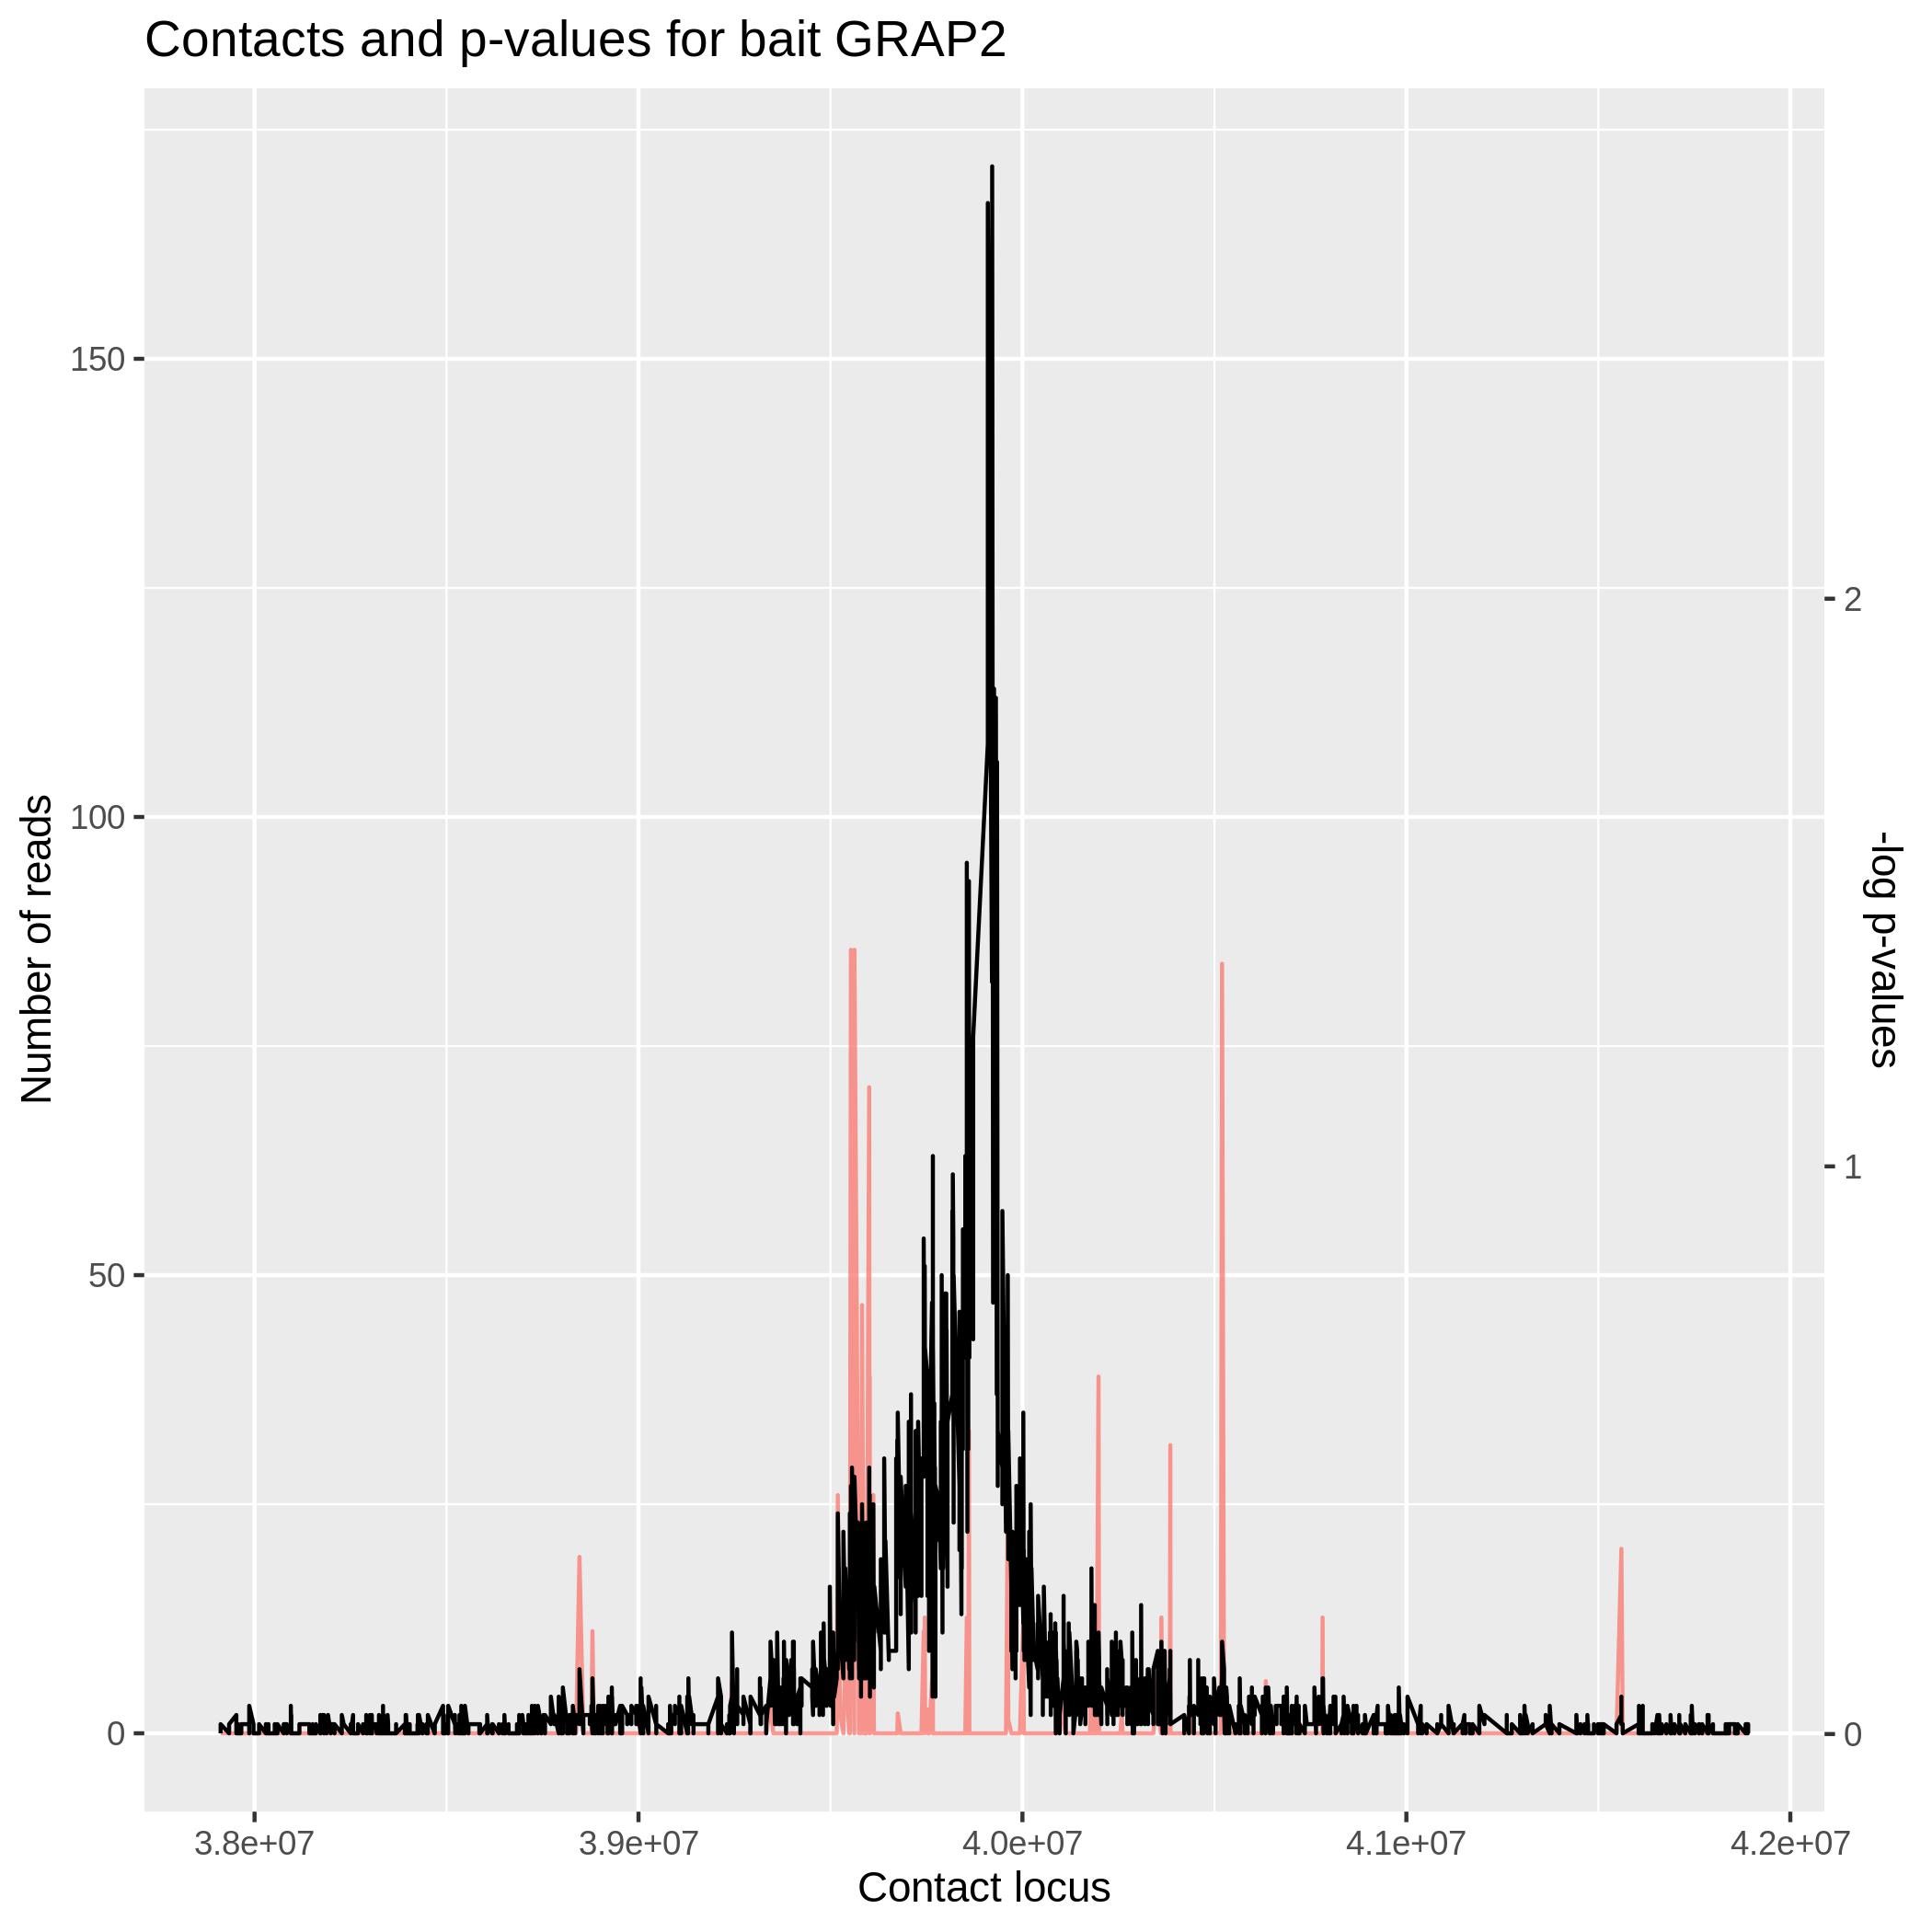 Contacts and p-values for bait GRAP2
Number of reads
150
100
50
0
2
1
0
-log p-values
3.8e+07 3.9e+07 4.0e+07 4.1e+07 4.2e+07
Contact locus